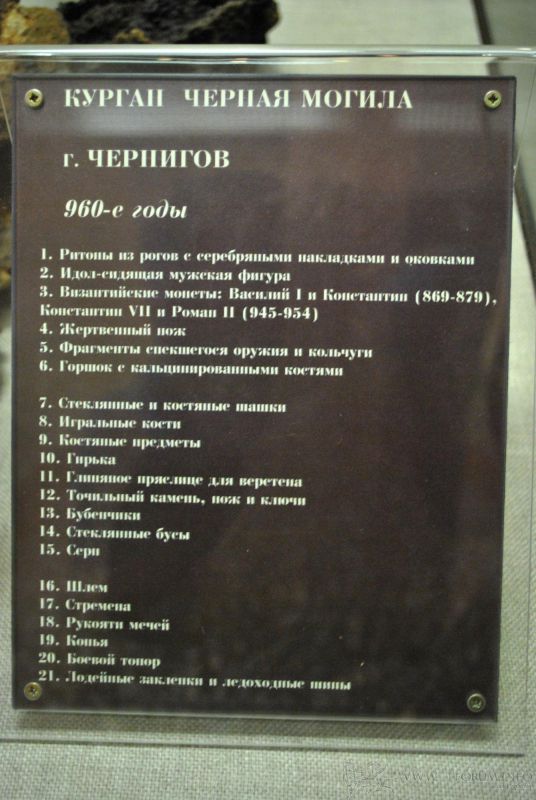 КУРГАН ЧЕРНАЯ МОГИЛА
г. ЧЕРНИГОВ
960-е годы
1. Ритоны из рогов с серебряными накладками и оковками
2. Идол-сидящая мужская фигура
3. Византийские монеты: Василий I и Константин (869-879),
Константин VII и Роман II (945-954)
4. Жертвенный нож
5. Фрагменты спекшегося оружия и кольчуги
6. Горшок с кальцинированными костями
7. Стеклянные и костяные шашки
8. Игральные кости
9. Костяные предметы
10. Гирька
11. Глиняное пряслице для веретена
12. Точильный камень, нож и ключи
13. Бубенчики
14. Стеклянные бусы
15. Серп
16. Шлем
17. Стремена
18. Рукояти мечей
19. Копья
20. Боевой топор
21. Лодейные заклепки и ледоходные шипы